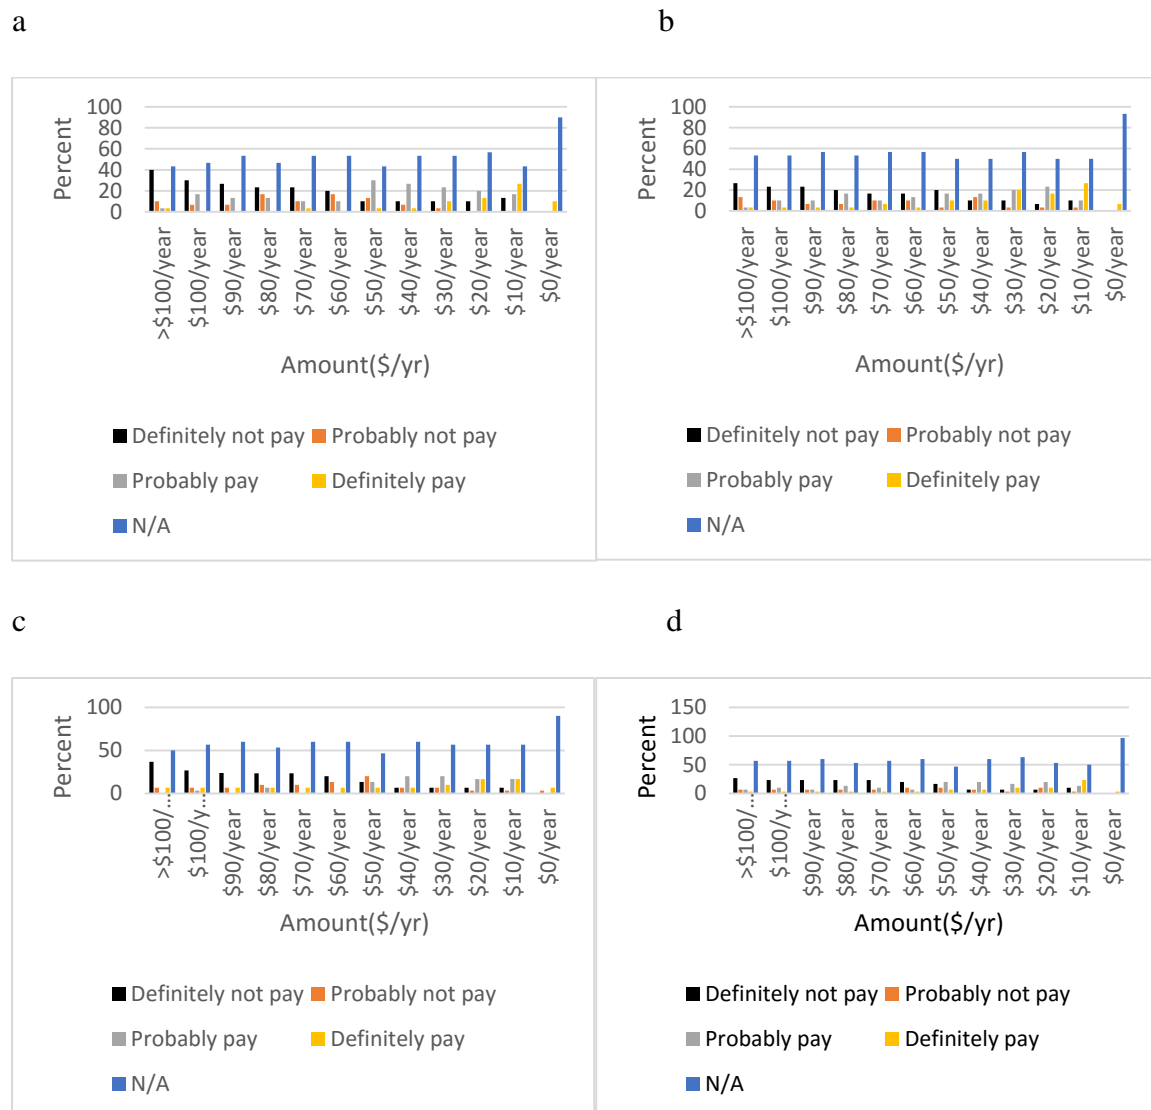 a
b
Percent
100
80
60
40
20
0
>$100/year
$100/year
$90/year
$80/year
$70/year
$60/year
$50/year
$40/year
$30/year
$20/year
$10/year
$0/year
Amount($/yr)
Definitely not pay
Probably not pay
Probably pay
Definitely pay
N/A
Percent
100
80
60
40
20
0
>$100/year
$100/year
$90/year
$80/year
$70/year
$60/year
$50/year
$40/year
$30/year
$20/year
$10/year
$0/year
Amount($/yr)
Definitely not pay
Probably not pay
Probably pay
Definitely pay
N/A
c
d
Percent
100
50
0
>$100/...
$100/y...
$90/year
$80/year
$70/year
$60/year
$50/year
$40/year
$30/year
$20/year
$10/year
$0/year
Amount($/yr)
Definitely not pay
Probably not pay
Probably pay
Definitely pay
N/A
Percent
150
100
50
0
>$100/...
$100/y...
$90/year
$80/year
$70/year
$60/year
$50/year
$40/year
$30/year
$20/year
$10/year
$0/year
Amount($/yr)
Definitely not pay
Probably not pay
Probably pay
Definitely pay
N/A